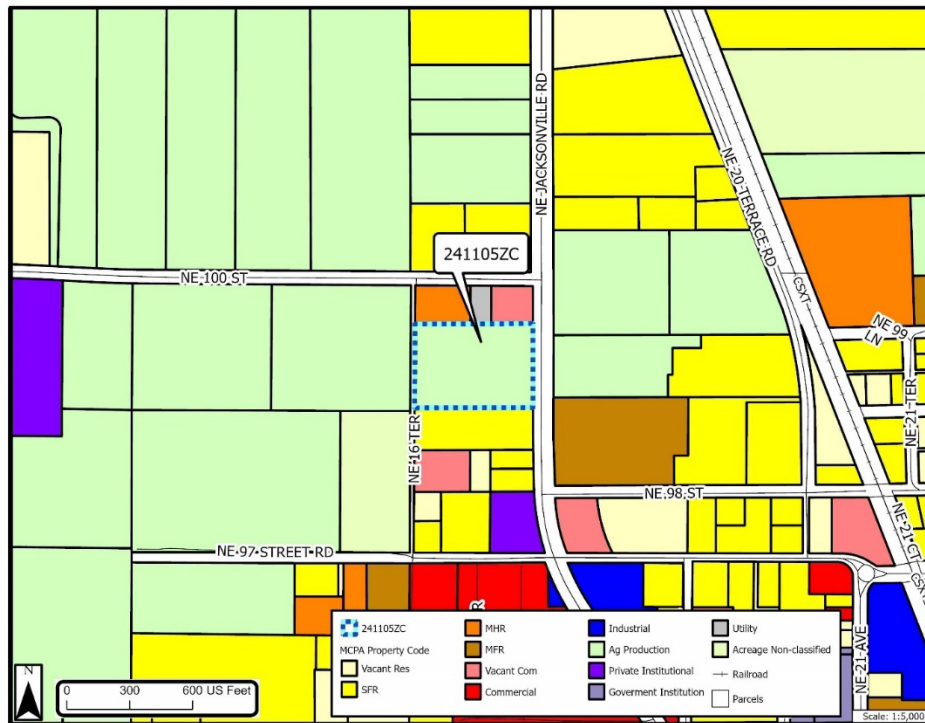 NE JACKSONVILLE RD
NE 20 TERRACE RD
241105ZC
NE 100 ST
CSXT
NE 99
LN
NE 21 TER
NE 16 TER
NE 98 ST
NE 21 CT
NE 97 STREET RD
CSXT
NE 21 AVE
241105ZC
MCPA Property Code
Vacant Res
SFR
MHR
MFR
Vacant Com
Commercial
Industrial
Ag Production
Private Institutional
Goverment Institution
Utility
Acreage Non-classified
Railroad
Parcels
N
0 300 600 US Feet
Scale: 1:5,000